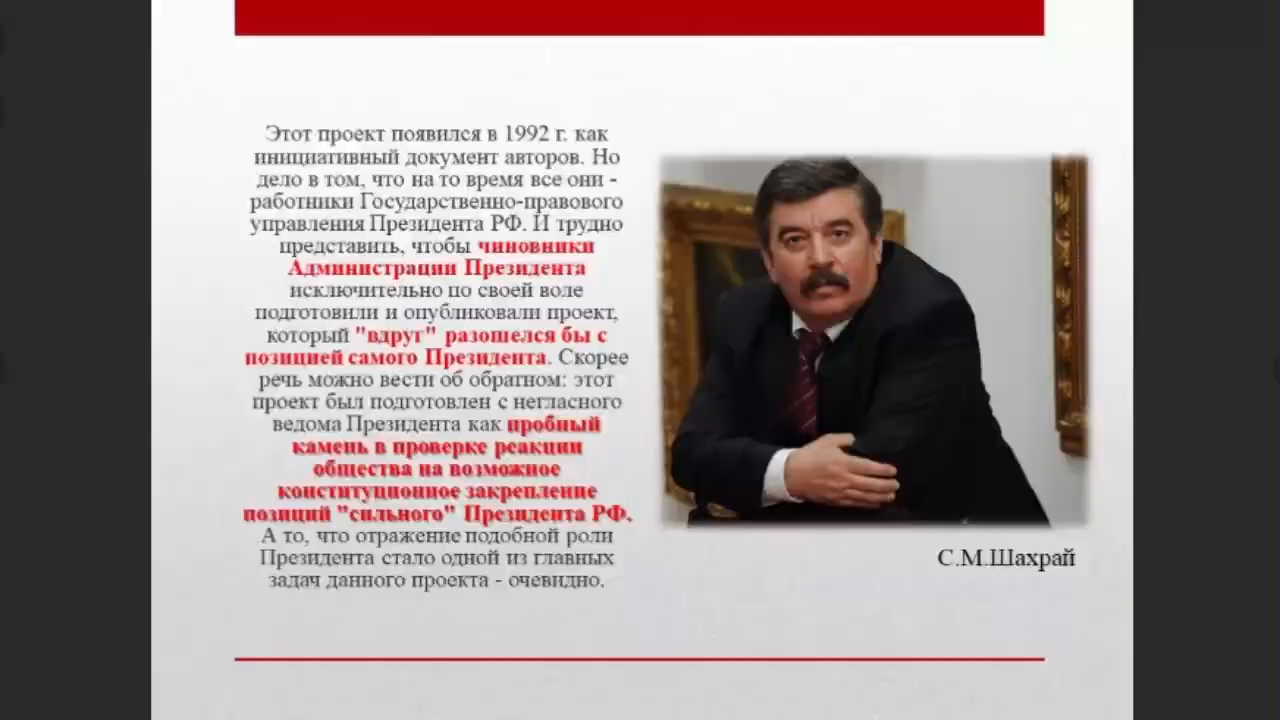 Этот проект появился в 1992 г. как
инициативный документ авторов. Но
дело в том, что на то время все они -
работники Государственно-правового
управления Президента РФ. И трудно
представить, чтобы чиновники
Администрации Президента
исключительно по своей воле
подготовили и опубликовали проект,
который "вдруг" разошелся бы с
позицией самого Президента. Скорее
речь можно вести об обратном: этот
проект был подготовлен с негласного
ведома Президента как пробный
камень в проверке реакции
общества на возможное
конституционное закрепление
позиций "сильного" Президента РФ.
А то, что отражение подобной роли
Президента стало одной из главных
задач данного проекта - очевидно.
С.М.Шахрай